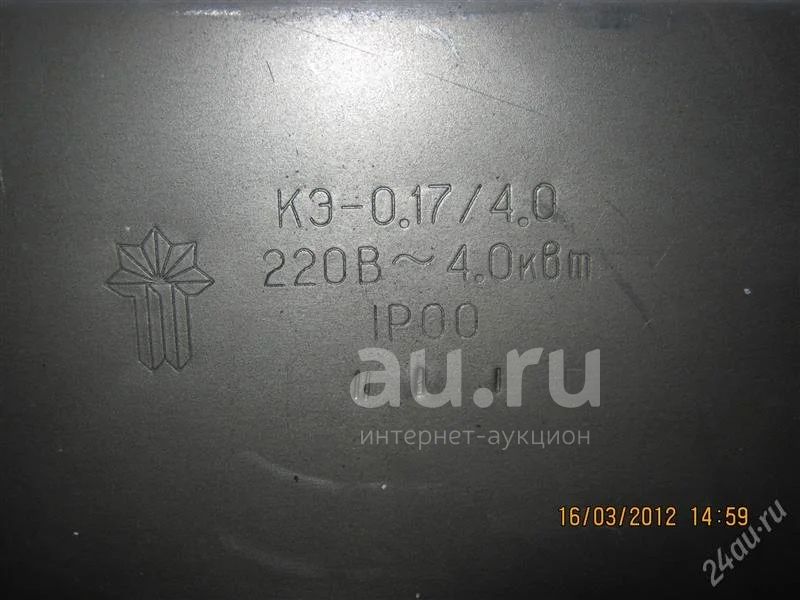 КЭ-0.17/4.0
220В~4.0квт
IP00
au.ru
интернет-аукцион
16/03/2012 14:59
24au.ru